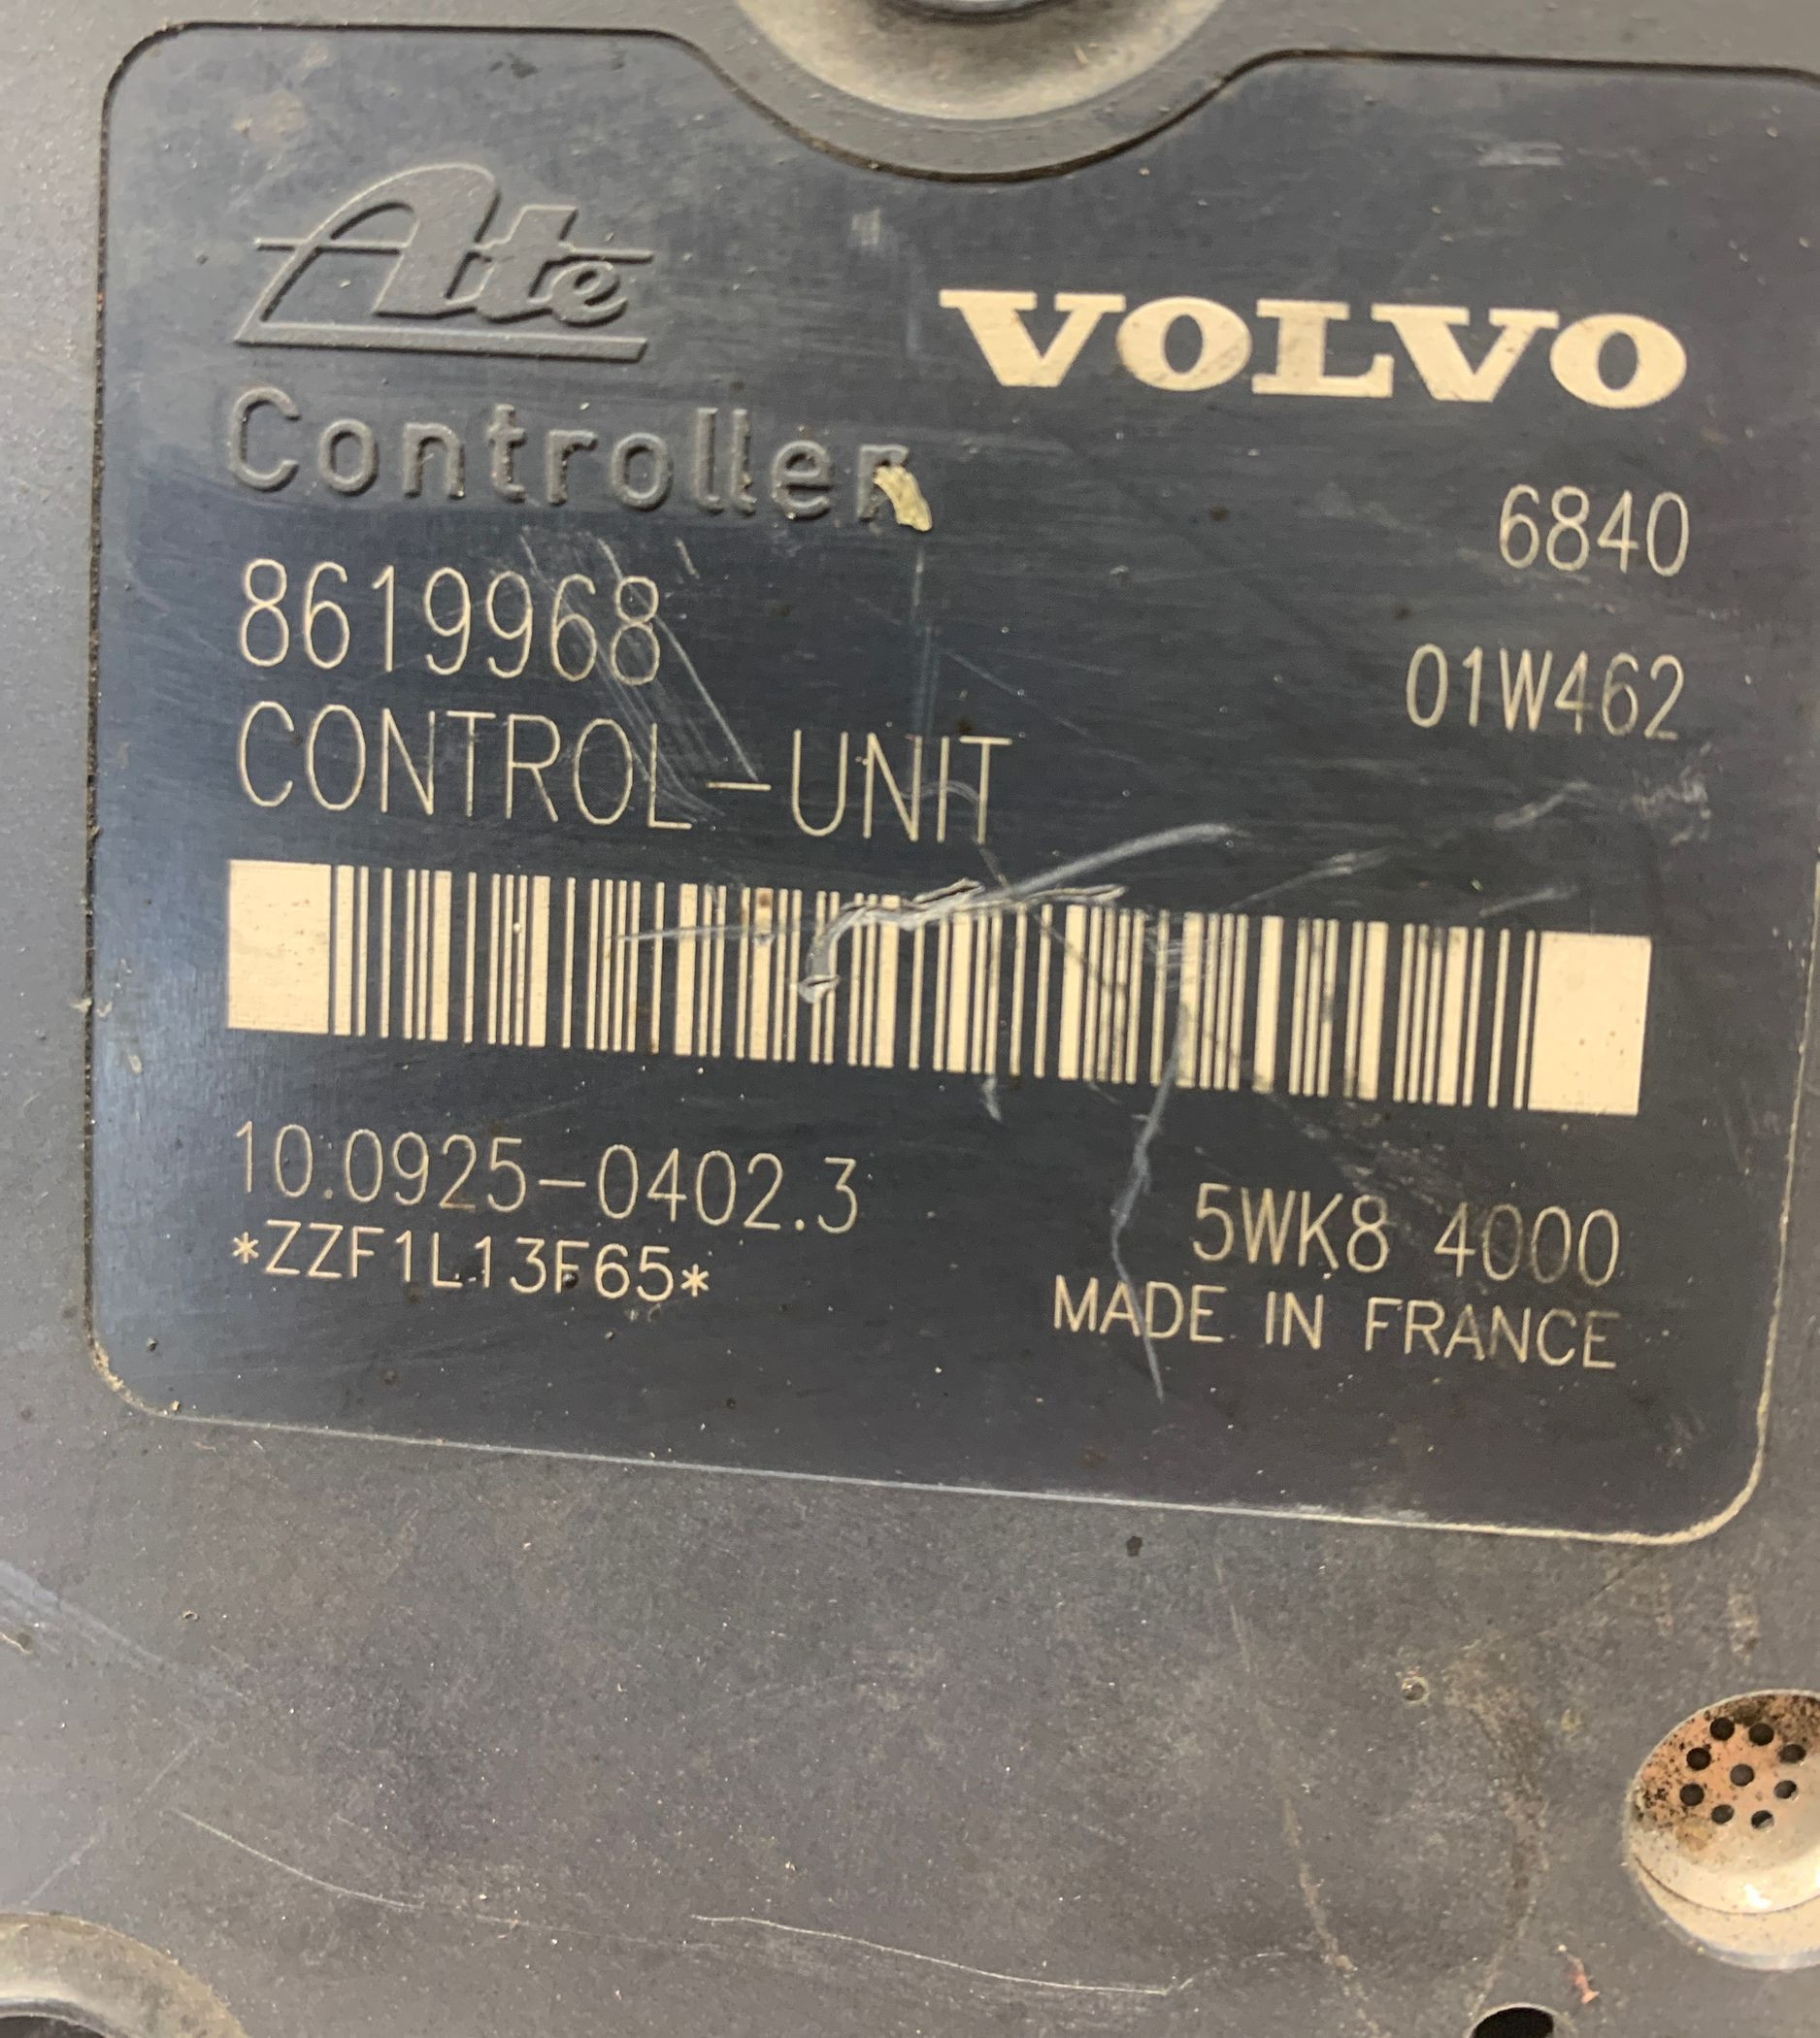 Ate
VOLVO
Controller
6840
8619968
01W462
CONTROL-UNIT
10.0925-0402.3
5WK8 4000
*ZZF1L13F65*
MADE IN FRANCE